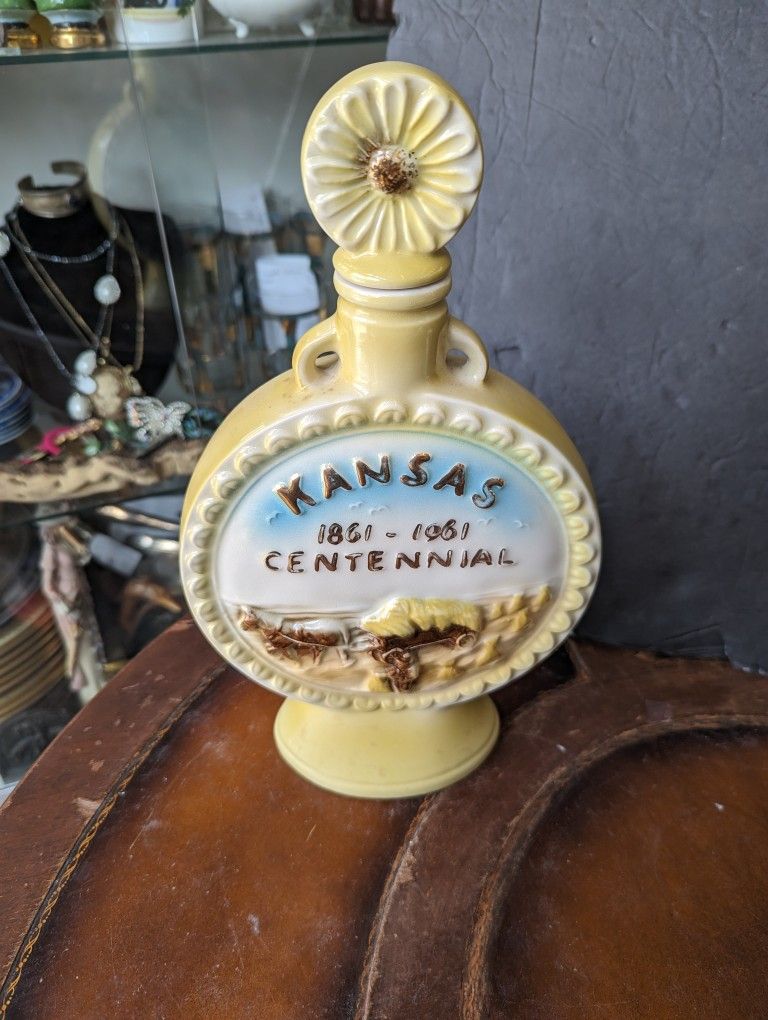 KANSAS
1861 - 1961
CENTENNIAL